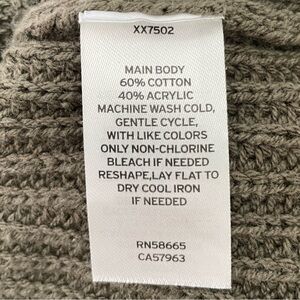 XX7502
MAIN BODY
60% COTTON
40% ACRYLIC
MACHINE WASH COLD,
GENTLE CYCLE,
WITH LIKE COLORS
ONLY NON-CHLORINE
BLEACH IF NEEDED
RESHAPE,LAY FLAT TO
DRY COOL IRON
IF NEEDED
RN58665
CA57963